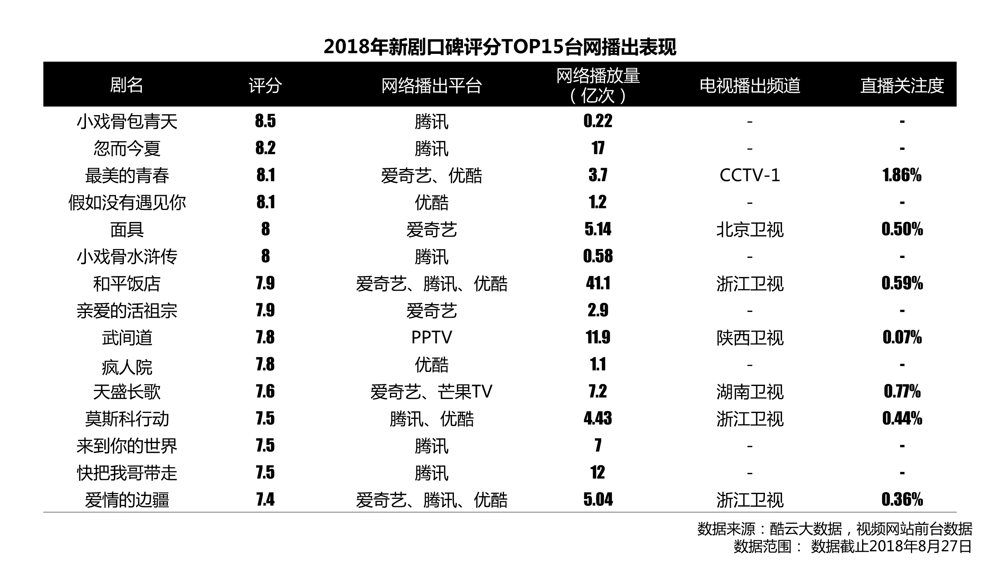 2018年新剧口碑评分TOP15台网播出表现
剧名 评分 网络播出平台 网络播放量（亿次） 电视播出频道 直播关注度
小戏骨包青天 8.5 腾讯 0.22 - -
忽而今夏 8.2 腾讯 17 - -
最美的青春 8.1 爱奇艺、优酷 3.7 CCTV-1 1.86%
假如没有遇见你 8.1 优酷 1.2 - -
面具 8 爱奇艺 5.14 北京卫视 0.50%
小戏骨水浒传 8 腾讯 0.58 - -
和平饭店 7.9 爱奇艺、腾讯、优酷 41.1 浙江卫视 0.59%
亲爱的活祖宗 7.9 爱奇艺 2.9 - -
武间道 7.8 PPTV 11.9 陕西卫视 0.07%
疯人院 7.8 优酷 1.1 - -
天盛长歌 7.6 爱奇艺、芒果TV 7.2 湖南卫视 0.77%
莫斯科行动 7.5 腾讯、优酷 4.43 浙江卫视 0.44%
来到你的世界 7.5 腾讯 7 - -
快把我哥带走 7.5 腾讯 12 - -
爱情的边疆 7.4 爱奇艺、腾讯、优酷 5.04 浙江卫视 0.36%
数据来源：酷云大数据，视频网站前台数据
数据范围： 数据截止2018年8月27日